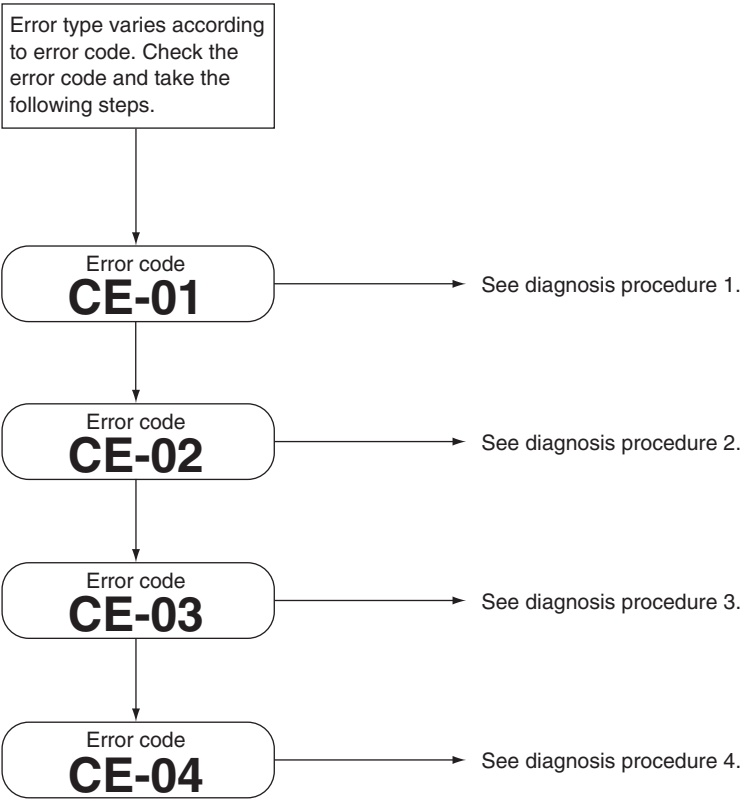 Error type varies according
to error code. Check the
error code and take the
following steps.
Error code
CE-01
See diagnosis procedure 1.
Error code
CE-02
See diagnosis procedure 2.
Error code
CE-03
See diagnosis procedure 3.
Error code
CE-04
See diagnosis procedure 4.